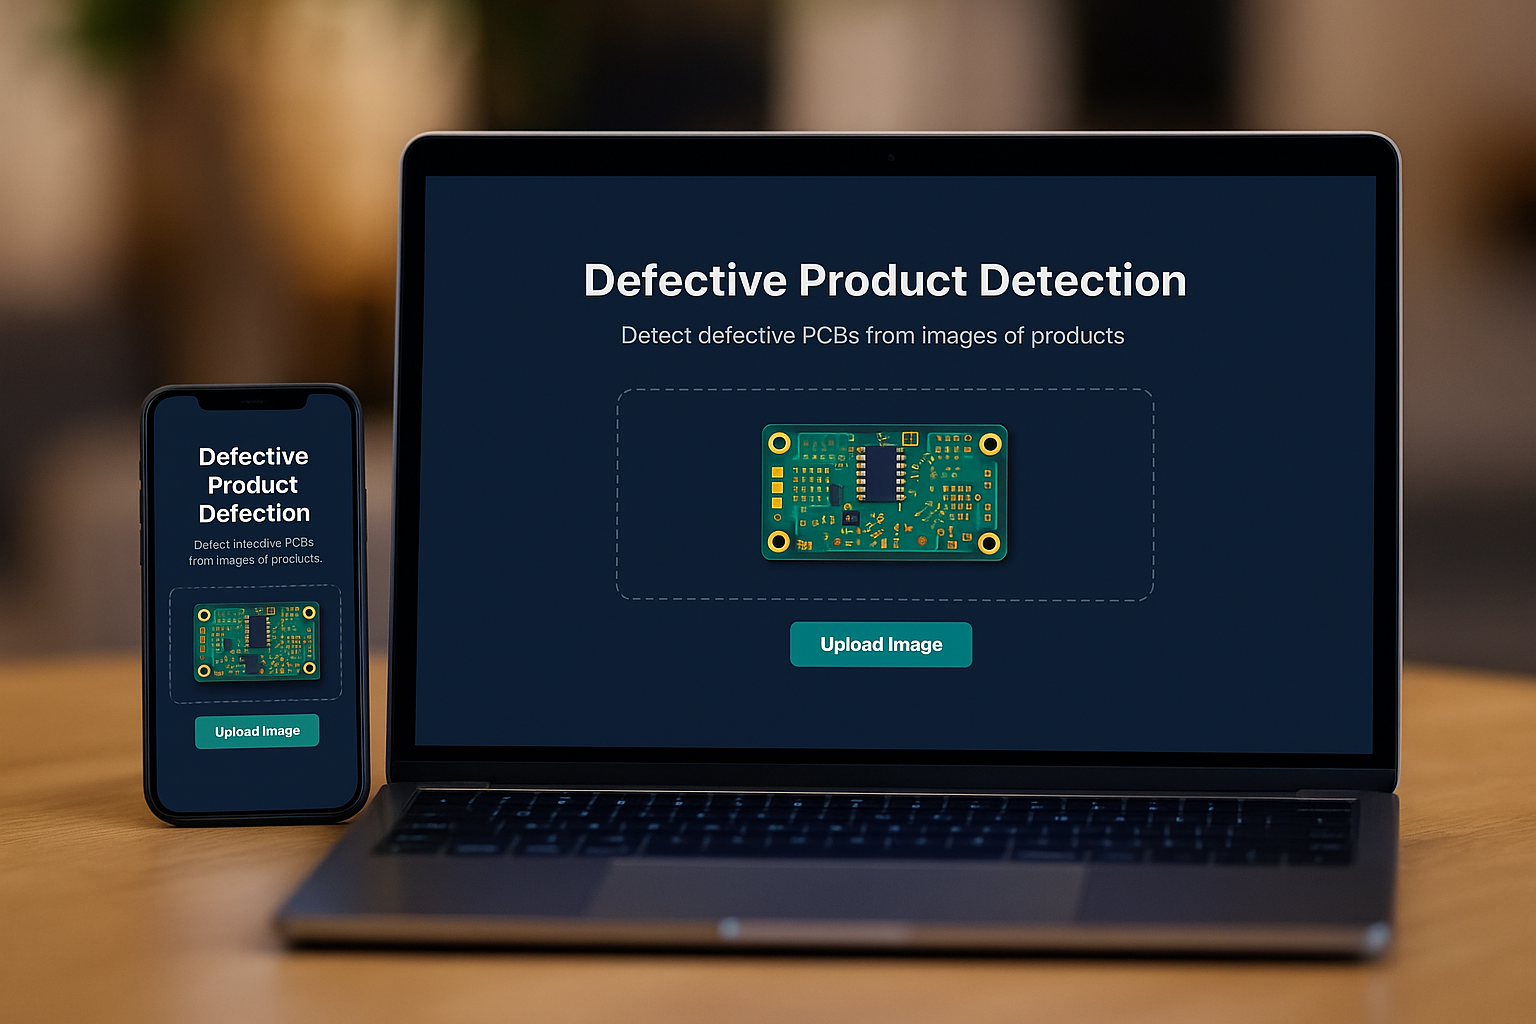 Defective Product Detection
Detect defective PCBs from images of products
Upload Image
Defective
Product
Defection
Defect intecdive PCBs
from images of prociucts.
Upload Image